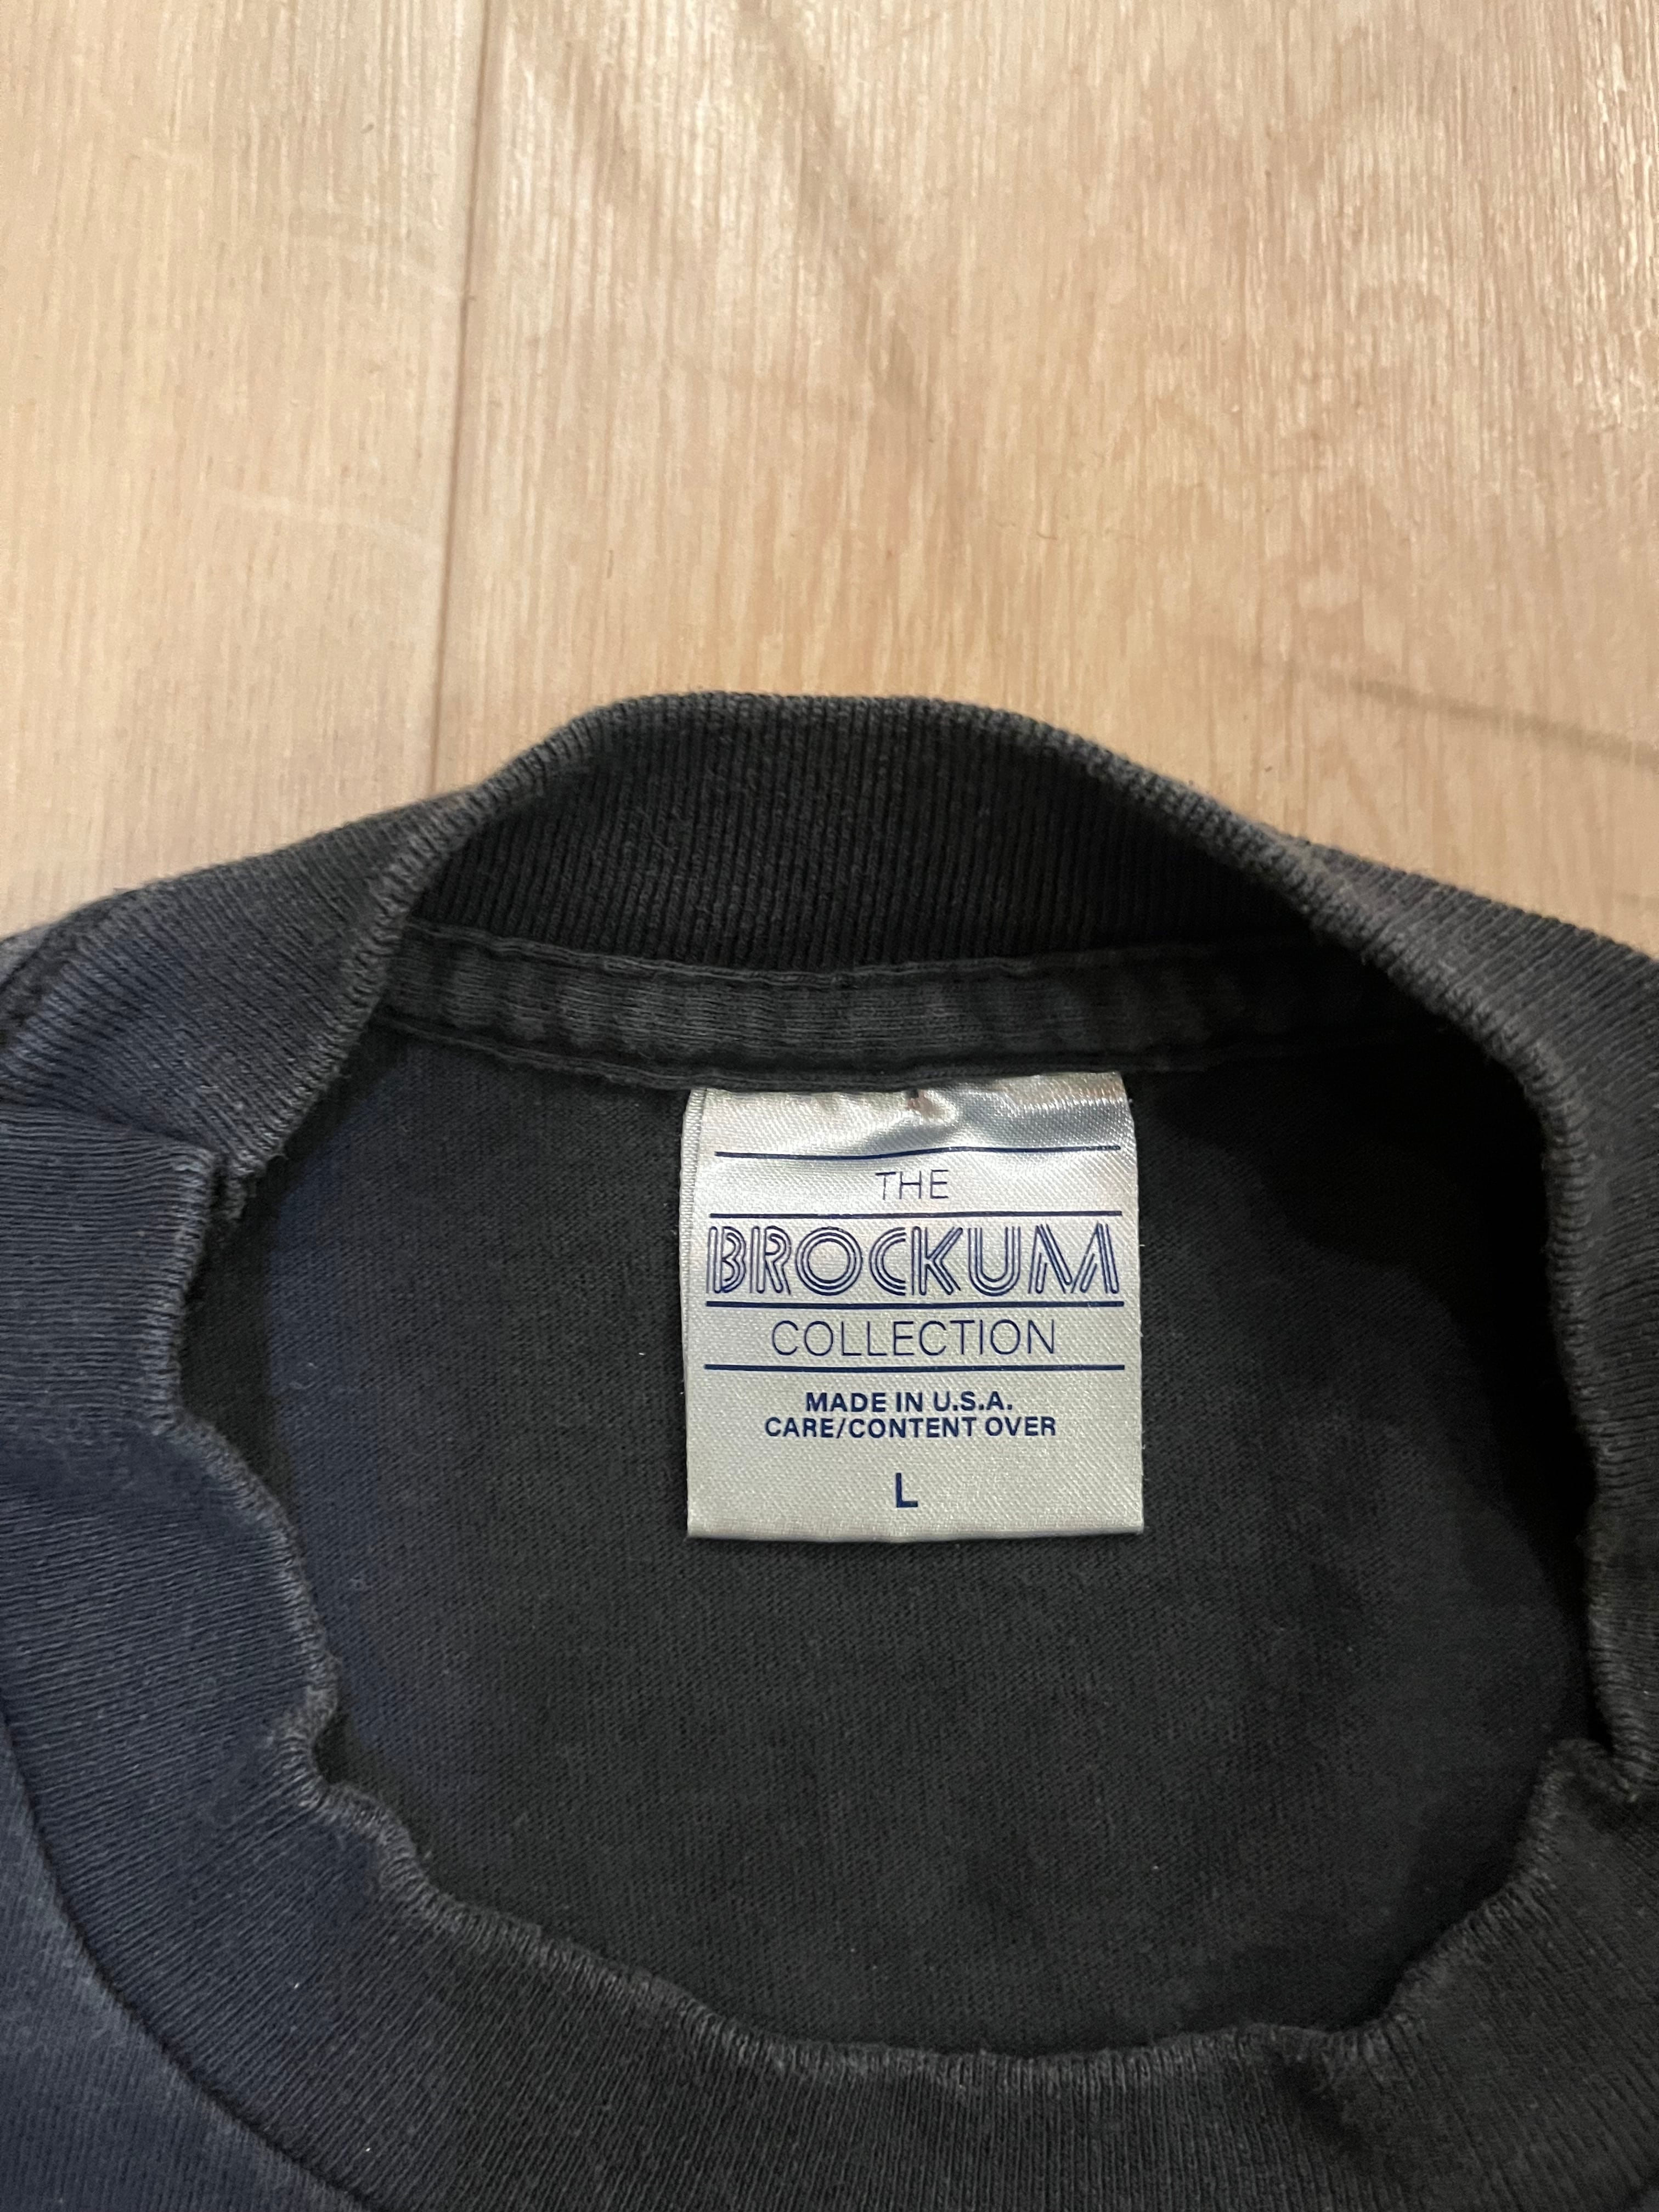 THE
BROCKUM
COLLECTION
MADE IN U.S.A.
CARE/CONTENT OVER
L